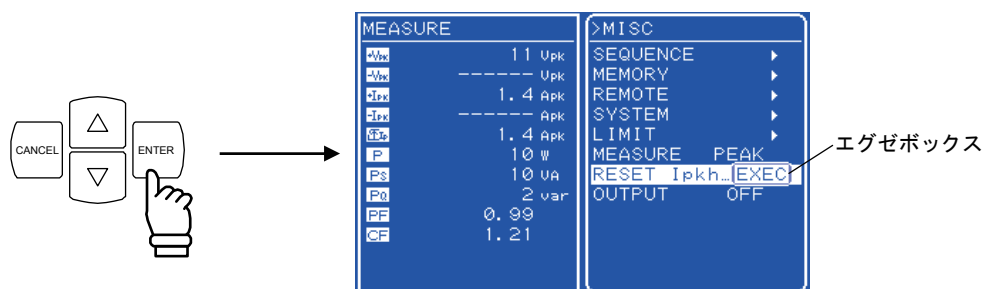 CANCEL
ENTER
MEASURE
+VPK 11 VPK
-VPK ------ VPK
+IPK 1.4 APK
-IPK ------ APK
1.4 APK
P 10 W
PS 10 VA
PQ 2 var
PF 0.99
CF 1.21
>MISC
SEQUENCE
MEMORY
REMOTE
SYSTEM
LIMIT
MEASURE PEAK
RESET Ipkh…EXEC
OUTPUT OFF
エグゼボックス